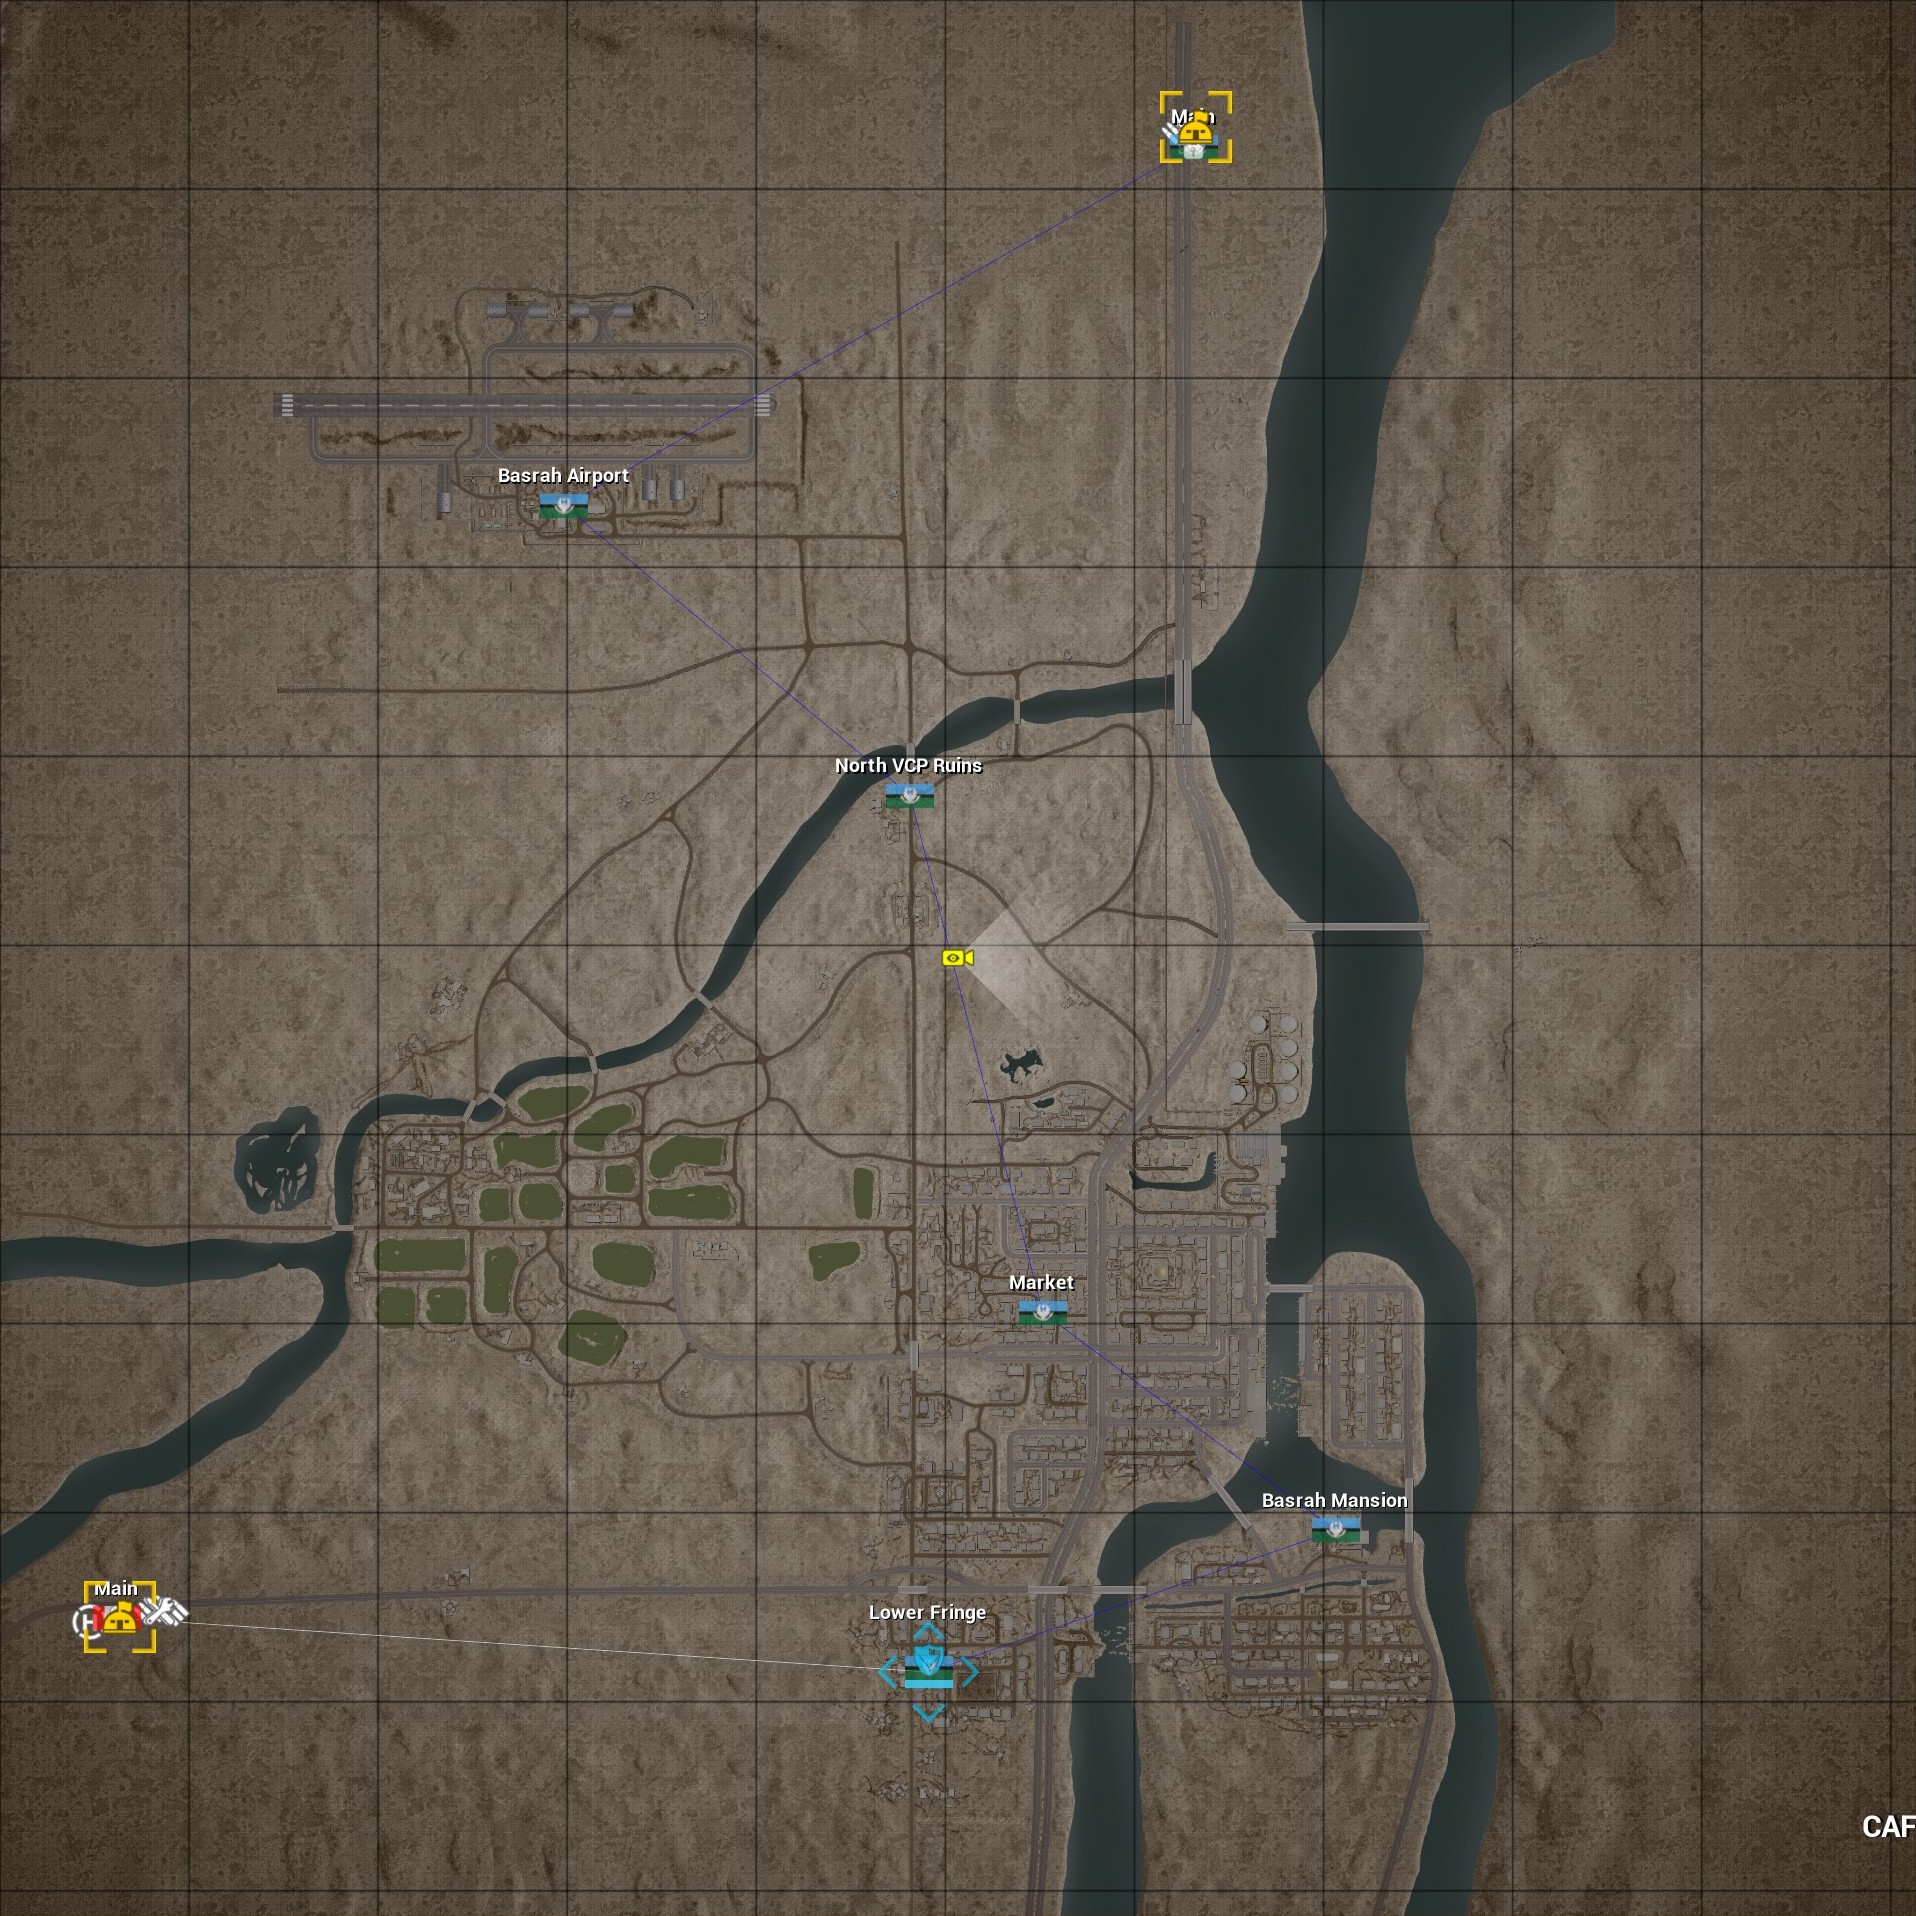 Main
Basrah Airport
North VCP Ruins
Market
Basrah Mansion
Main
Lower Fringe
CAF